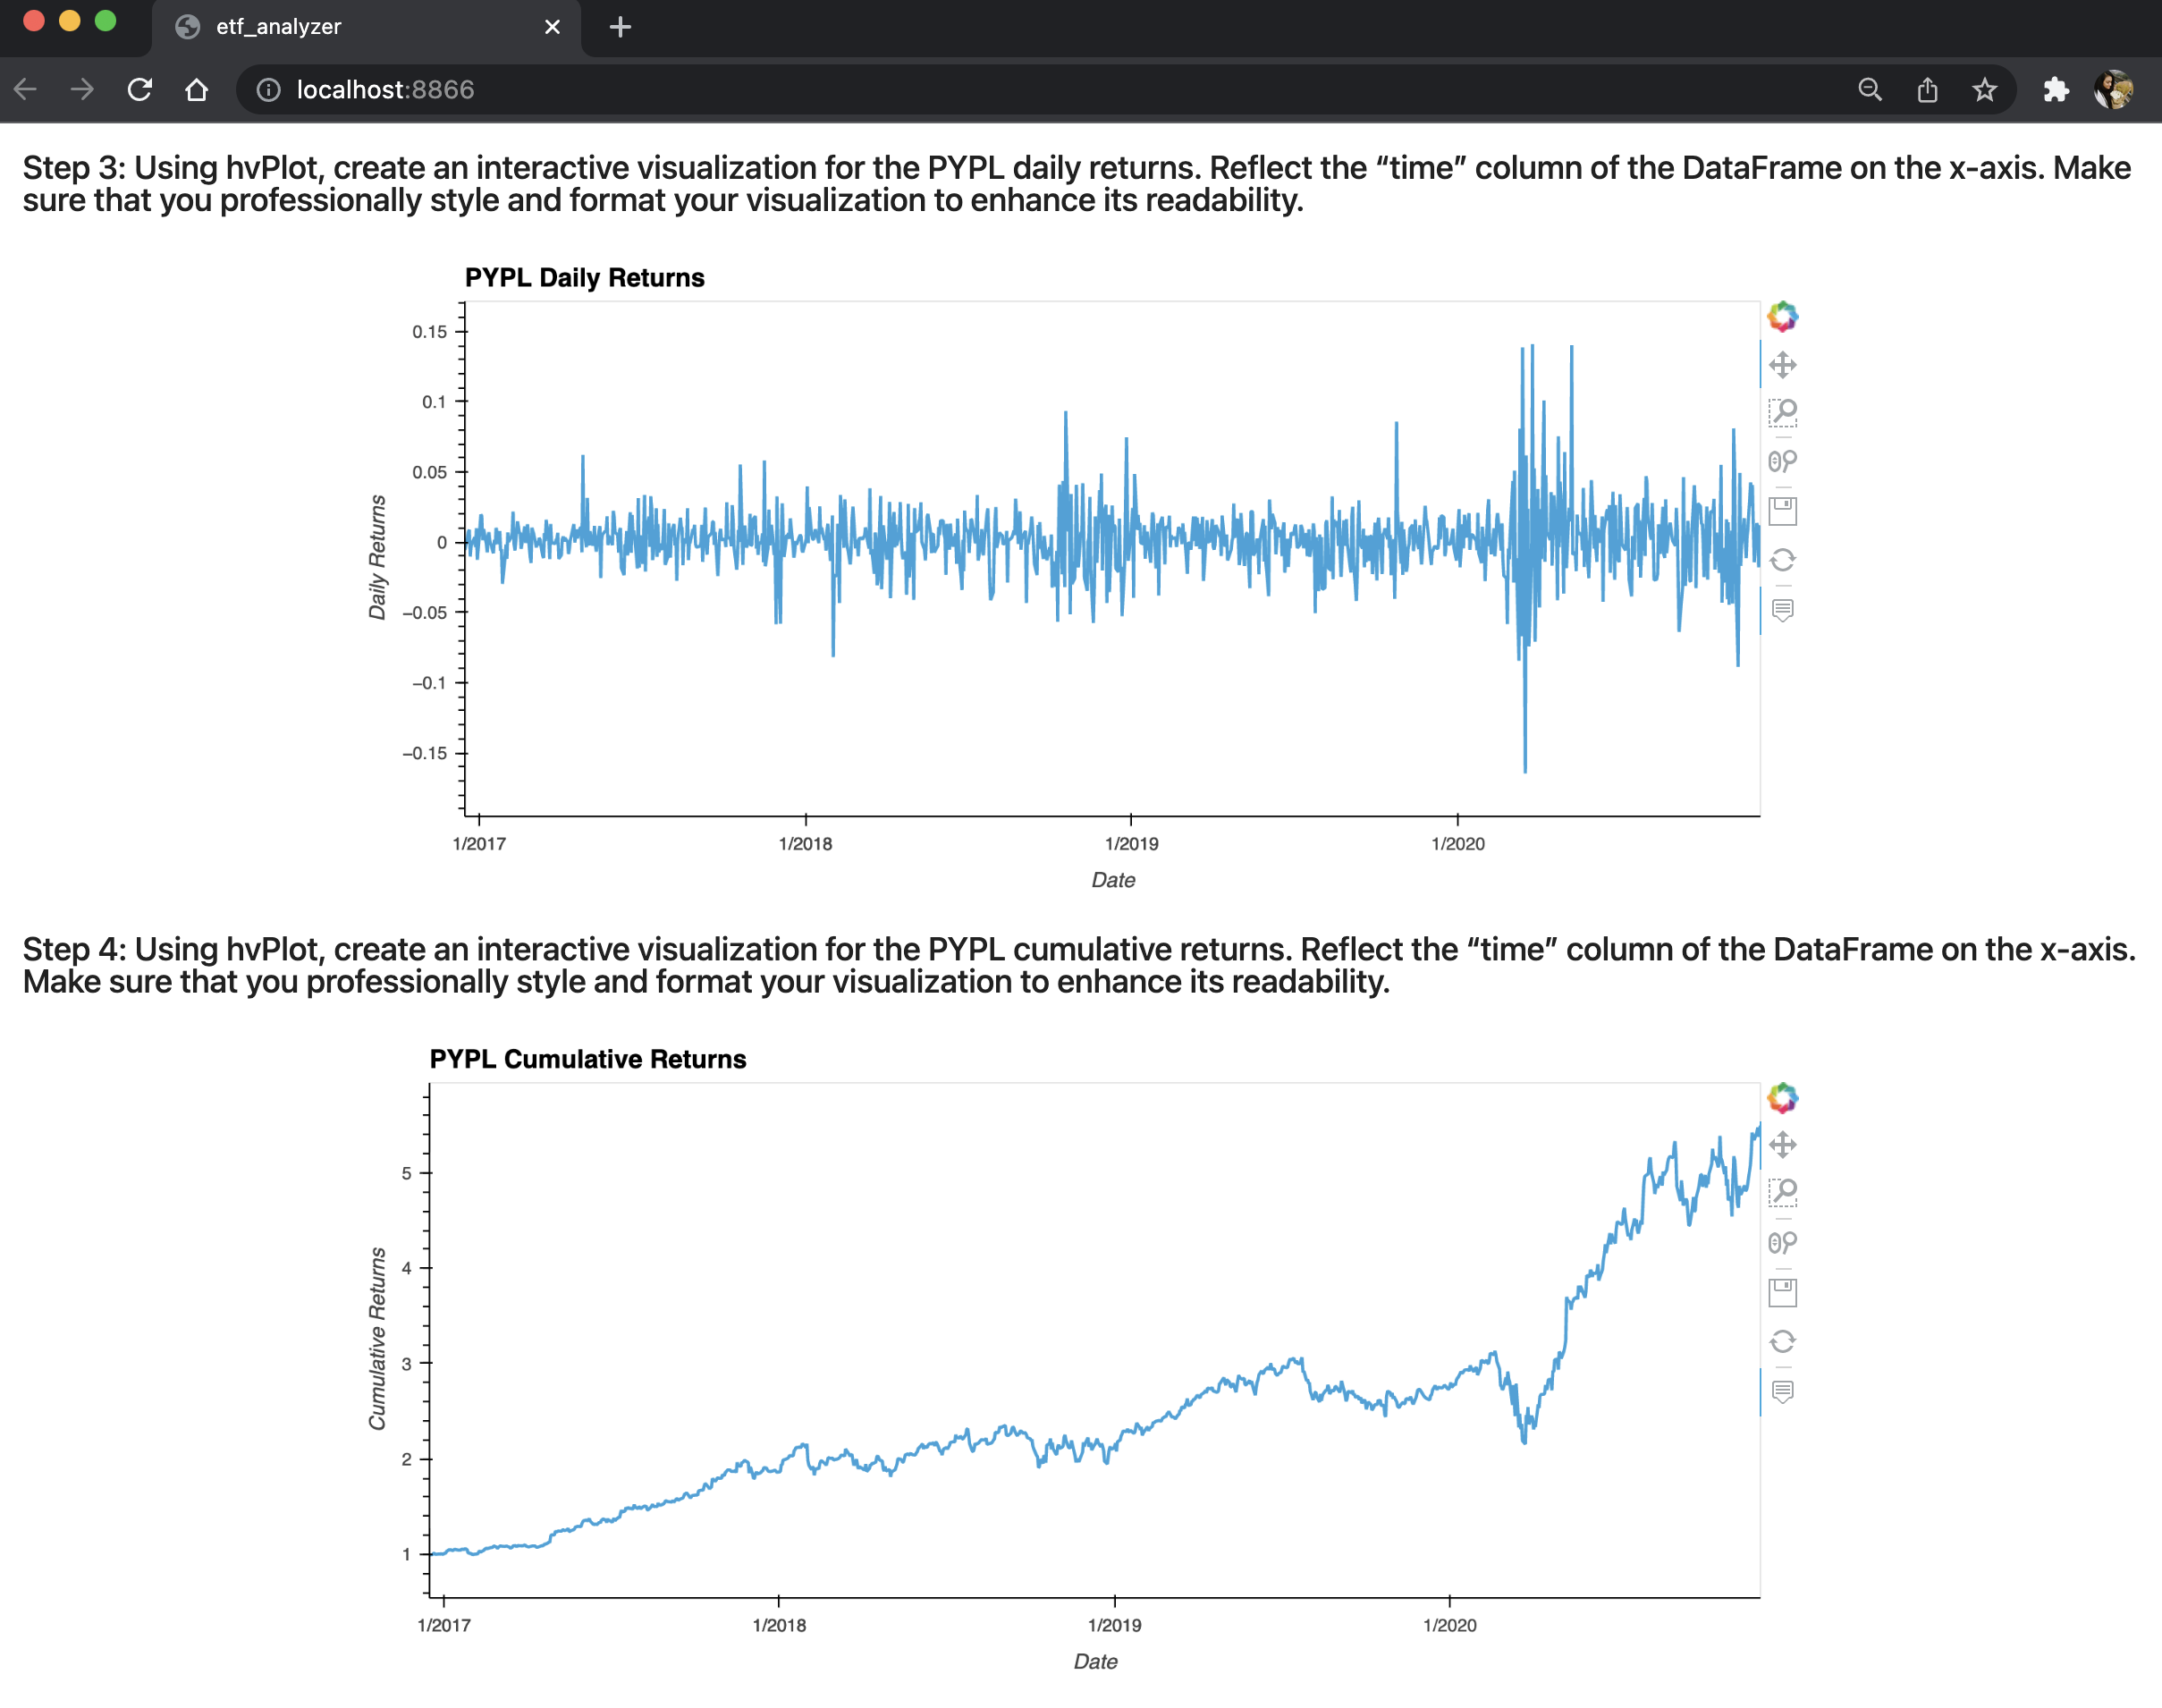 etf_analyzer
localhost:8866
Step 3: Using hvPlot, create an interactive visualization for the PYPL daily returns. Reflect the “time” column of the DataFrame on the x-axis. Make
sure that you professionally style and format your visualization to enhance its readability.
PYPL Daily Returns
0.15
0.1
0.05
0
−0.05
−0.1
−0.15
Daily Returns
1/2017
1/2018
1/2019
1/2020
Date
Step 4: Using hvPlot, create an interactive visualization for the PYPL cumulative returns. Reflect the “time” column of the DataFrame on the x-axis.
Make sure that you professionally style and format your visualization to enhance its readability.
PYPL Cumulative Returns
5
4
3
2
1
Cumulative Returns
1/2017
1/2018
1/2019
1/2020
Date